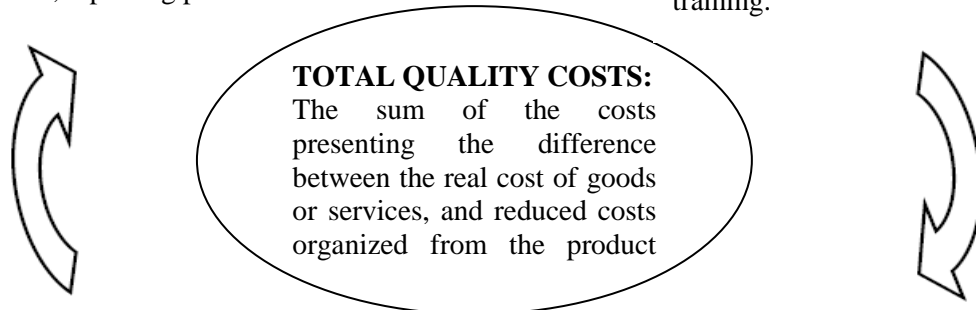 training.
TOTAL QUALITY COSTS:
The sum of the costs
presenting the difference
between the real cost of goods
or services, and reduced costs
organized from the product